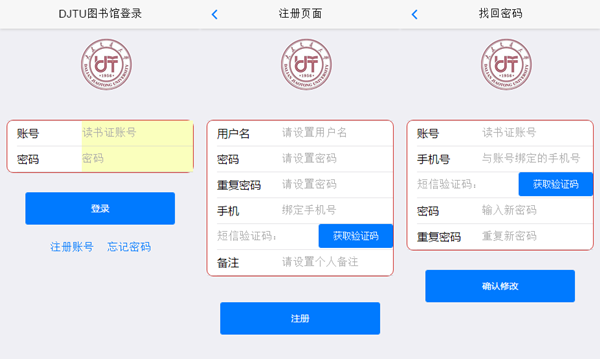 DJTU图书馆登录
账号 读书证账号
密码 密码
登录
注册账号 忘记密码
注册页面
用户名 请设置用户名
密码 请设置密码
重复密码 请设置密码
手机 绑定手机号
短信验证码: 获取验证码
备注 请设置个人备注
注册
找回密码
账号 读书证账号
手机号 与账号绑定的手机号
短信验证码: 获取验证码
密码 输入新密码
重复密码 重复新密码
确认修改